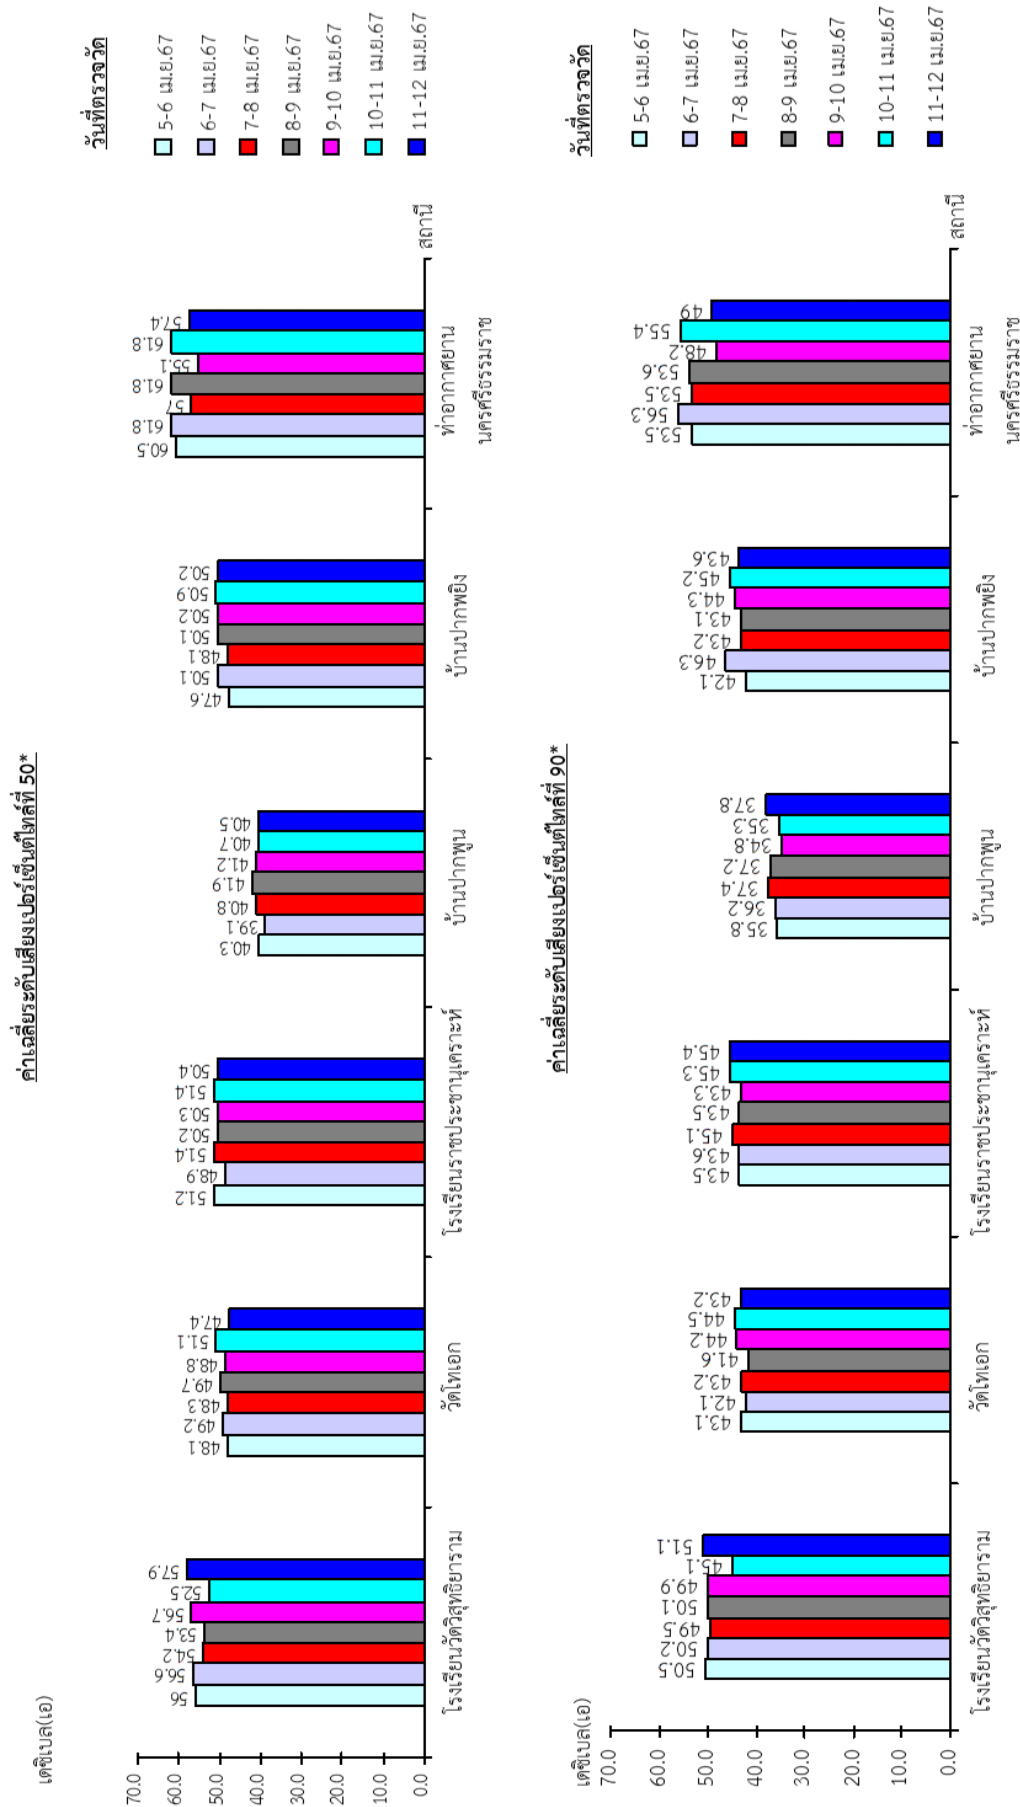 ค่าเฉลี่ยระดับเสียงเปอร์เซ็นต์ไทล์ที่ 50*
เดซิเบล(เอ)
70.0
60.0
50.0
40.0
30.0
20.0
10.0
0.0
56 56.6 54.2 53.4 56.7 52.5 57.9
48.1 49.2 48.3 49.7 48.8 51.1 47.4
51.2 48.9 51.4 50.2 50.3 51.4 50.4
40.3 39.1 40.8 41.9 41.2 40.7 40.5
47.6 50.1 48.1 50.1 50.2 50.9 50.2
60.5 61.8 57 61.8 55.1 61.8 57.4
โรงเรียนวัดวิสุทธิยาราม
วัดโทเอก
โรงเรียนราชประชานุเคราะห์
บ้านปากพูน
บ้านปากพยิง
ท่าอากาศยาน
นครศรีธรรมราช
สถานี
วันที่ตรวจวัด
5-6 เม.ย.67
6-7 เม.ย.67
7-8 เม.ย.67
8-9 เม.ย.67
9-10 เม.ย.67
10-11 เม.ย.67
11-12 เม.ย.67
ค่าเฉลี่ยระดับเสียงเปอร์เซ็นต์ไทล์ที่ 90*
เดซิเบล(เอ)
70.0
60.0
50.0
40.0
30.0
20.0
10.0
0.0
50.5 50.2 49.5 50.1 49.9 45.1 51.1
43.1 42.1 43.2 41.6 44.2 44.5 43.2
43.5 43.6 45.1 43.5 43.3 45.3 45.4
35.8 36.2 37.4 37.2 34.8 35.3 37.8
42.1 46.3 43.2 43.1 44.3 45.2 43.6
53.5 56.3 53.5 53.6 48.2 55.4 49
โรงเรียนวัดวิสุทธิยาราม
วัดโทเอก
โรงเรียนราชประชานุเคราะห์
บ้านปากพูน
บ้านปากพยิง
ท่าอากาศยาน
นครศรีธรรมราช
สถานี
วันที่ตรวจวัด
5-6 เม.ย.67
6-7 เม.ย.67
7-8 เม.ย.67
8-9 เม.ย.67
9-10 เม.ย.67
10-11 เม.ย.67
11-12 เม.ย.67